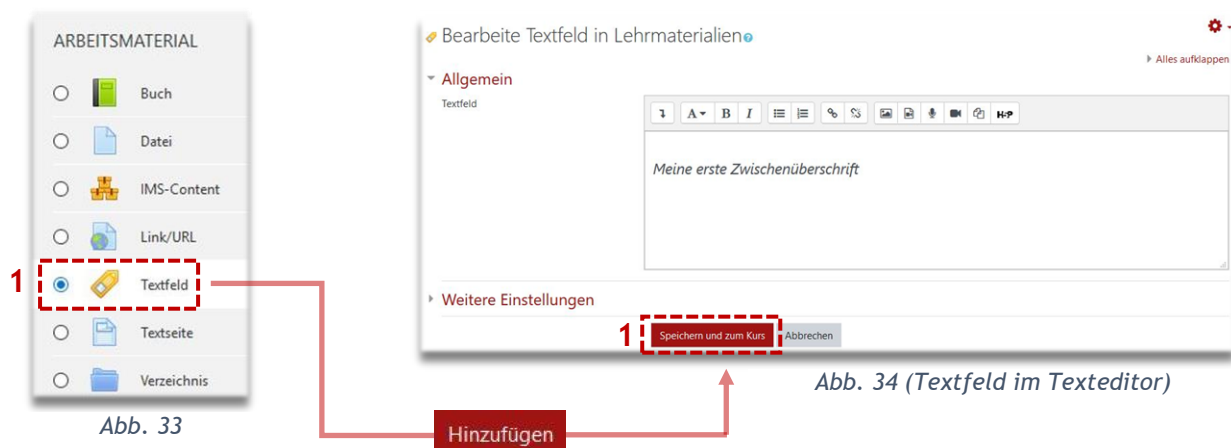 ARBEITSMATERIAL
Buch
Datei
IMS-Content
Link/URL
1
Textfeld
Textseite
Verzeichnis
Abb. 33
Hinzufügen
Bearbeite Textfeld in Lehrmaterialien
Alles aufklappen
Allgemein
Textfeld
A B I H5P
Meine erste Zwischenüberschrift
Weitere Einstellungen
1 Speichern und zum Kurs Abbrechen
Abb. 34 (Textfeld im Texteditor)